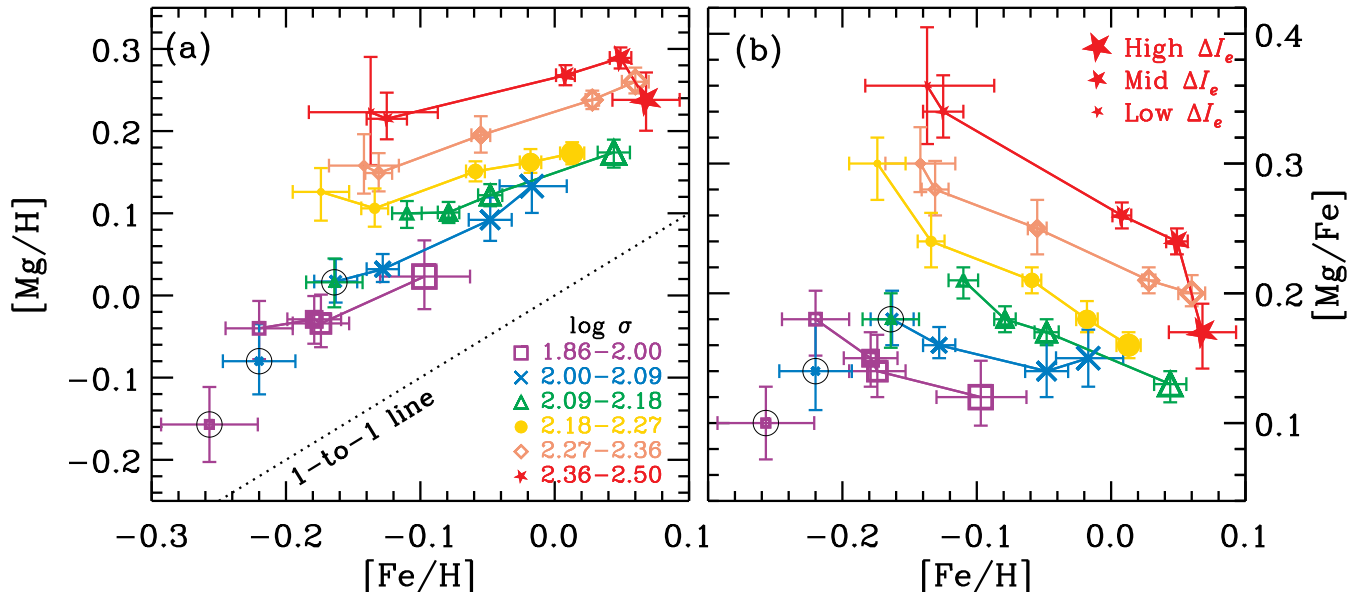 (a)
0.3
0.2
0.1
0.0
−0.1
−0.2
[Mg/H]
−0.3
−0.2
−0.1
0.0
0.1
[Fe/H]
1−to−1 line
log σ
1.86−2.00
2.00−2.09
2.09−2.18
2.18−2.27
2.27−2.36
2.36−2.50
(b)
High ΔIe
Mid ΔIe
Low ΔIe
0.4
0.3
0.2
0.1
[Mg/Fe]
−0.2
−0.1
0.0
0.1
[Fe/H]